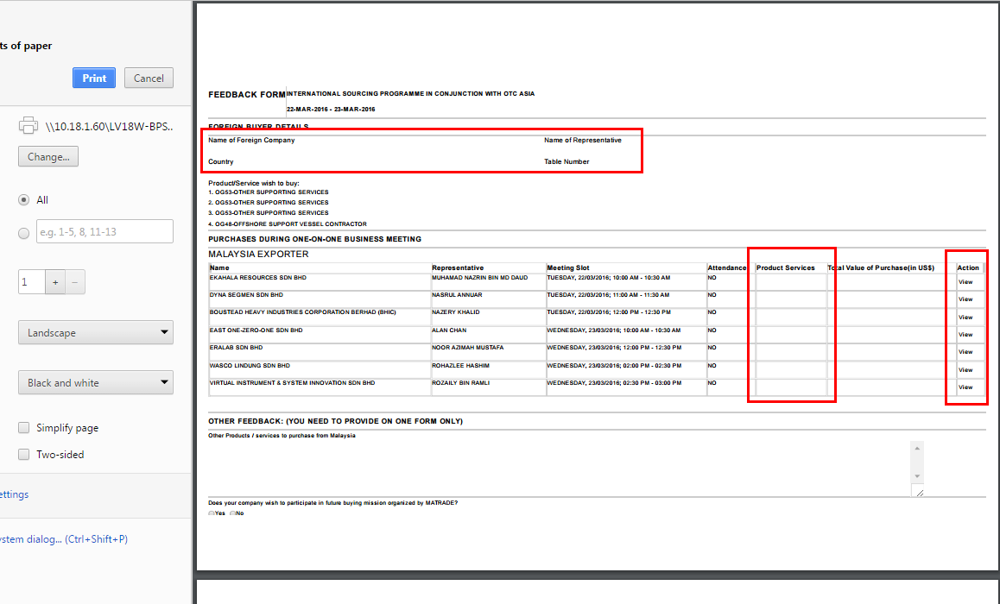 ts of paper
Print Cancel
\\10.18.1.60\LV18W-BPS..
Change...
All
e.g. 1-5, 8, 11-13
1 + −
Landscape
Black and white
Simplify page
Two-sided
ettings
stem dialog... (Ctrl+Shift+P)
FEEDBACK FORM INTERNATIONAL SOURCING PROGRAMME IN CONJUNCTION WITH OTC ASIA
22-MAR-2016 - 23-MAR-2016
FOREIGN BUYER DETAILS
Name of Foreign Company Name of Representative
Country Table Number
Product/Service wish to buy:
1. OG53-OTHER SUPPORTING SERVICES
2. OG53-OTHER SUPPORTING SERVICES
3. OG53-OTHER SUPPORTING SERVICES
4. OG48-OFFSHORE SUPPORT VESSEL CONTRACTOR
PURCHASES DURING ONE-ON-ONE BUSINESS MEETING
MALAYSIA EXPORTER
Name Representative Meeting Slot Attendance Product Services Total Value of Purchase(in US$) Action
EKAHALA RESOURCES SDN BHD MUHAMAD NAZRIN BIN MD DAUD TUESDAY, 22/03/2016; 10:00 AM - 10:30 AM NO View
DYNA SEGMEN SDN BHD NASRUL ANNUAR TUESDAY, 22/03/2016; 11:00 AM - 11:30 AM NO View
BOUSTEAD HEAVY INDUSTRIES CORPORATION BERHAD (BHIC) NAZERY KHALID TUESDAY, 22/03/2016; 12:00 PM - 12:30 PM NO View
EAST ONE-ZERO-ONE SDN BHD ALAN CHAN WEDNESDAY, 23/03/2016; 10:00 AM - 10:30 AM NO View
ERALAB SDN BHD NOOR AZIMAH MUSTAFA WEDNESDAY, 23/03/2016; 12:00 PM - 12:30 PM NO View
WASCO LINDUNG SDN BHD ROHAZLEE HASHIM WEDNESDAY, 23/03/2016; 02:00 PM - 02:30 PM NO View
VIRTUAL INSTRUMENT & SYSTEM INNOVATION SDN BHD ROZAILY BIN RAMLI WEDNESDAY, 23/03/2016; 02:30 PM - 03:00 PM NO View
OTHER FEEDBACK: (YOU NEED TO PROVIDE ON ONE FORM ONLY)
Other Products / services to purchase from Malaysia
Does your company wish to participate in future buying mission organized by MATRADE?
Yes No